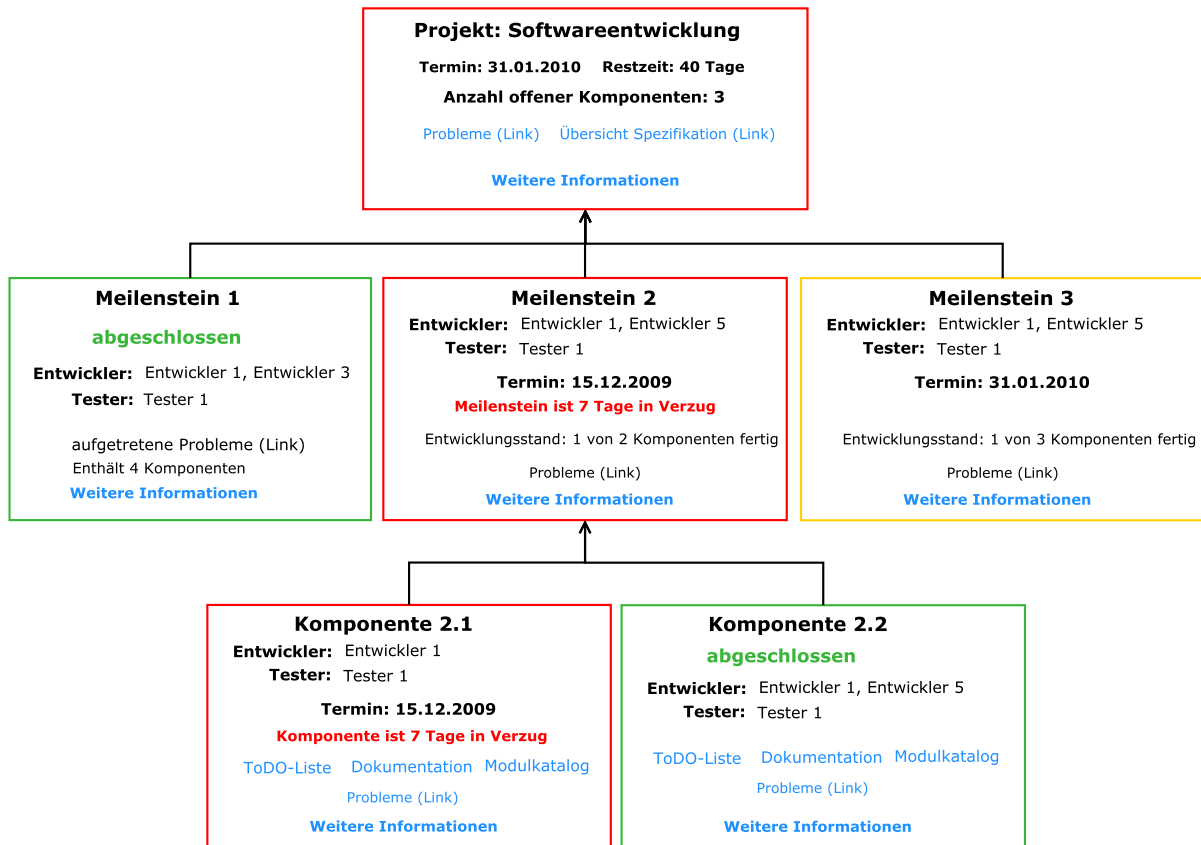 Projekt: Softwareentwicklung
Termin: 31.01.2010 Restzeit: 40 Tage
Anzahl offener Komponenten: 3
Probleme (Link) Übersicht Spezifikation (Link)
Weitere Informationen
Meilenstein 1
abgeschlossen
Entwickler: Entwickler 1, Entwickler 3
Tester: Tester 1
aufgetretene Probleme (Link)
Enthält 4 Komponenten
Weitere Informationen
Meilenstein 2
Entwickler: Entwickler 1, Entwickler 5
Tester: Tester 1
Termin: 15.12.2009
Meilenstein ist 7 Tage in Verzug
Entwicklungsstand: 1 von 2 Komponenten fertig
Probleme (Link)
Weitere Informationen
Meilenstein 3
Entwickler: Entwickler 1, Entwickler 5
Tester: Tester 1
Termin: 31.01.2010
Entwicklungsstand: 1 von 3 Komponenten fertig
Probleme (Link)
Weitere Informationen
Komponente 2.1
Entwickler: Entwickler 1
Tester: Tester 1
Termin: 15.12.2009
Komponente ist 7 Tage in Verzug
ToDO-Liste Dokumentation Modulkatalog
Probleme (Link)
Weitere Informationen
Komponente 2.2
abgeschlossen
Entwickler: Entwickler 1, Entwickler 5
Tester: Tester 1
ToDO-Liste Dokumentation Modulkatalog
Probleme (Link)
Weitere Informationen